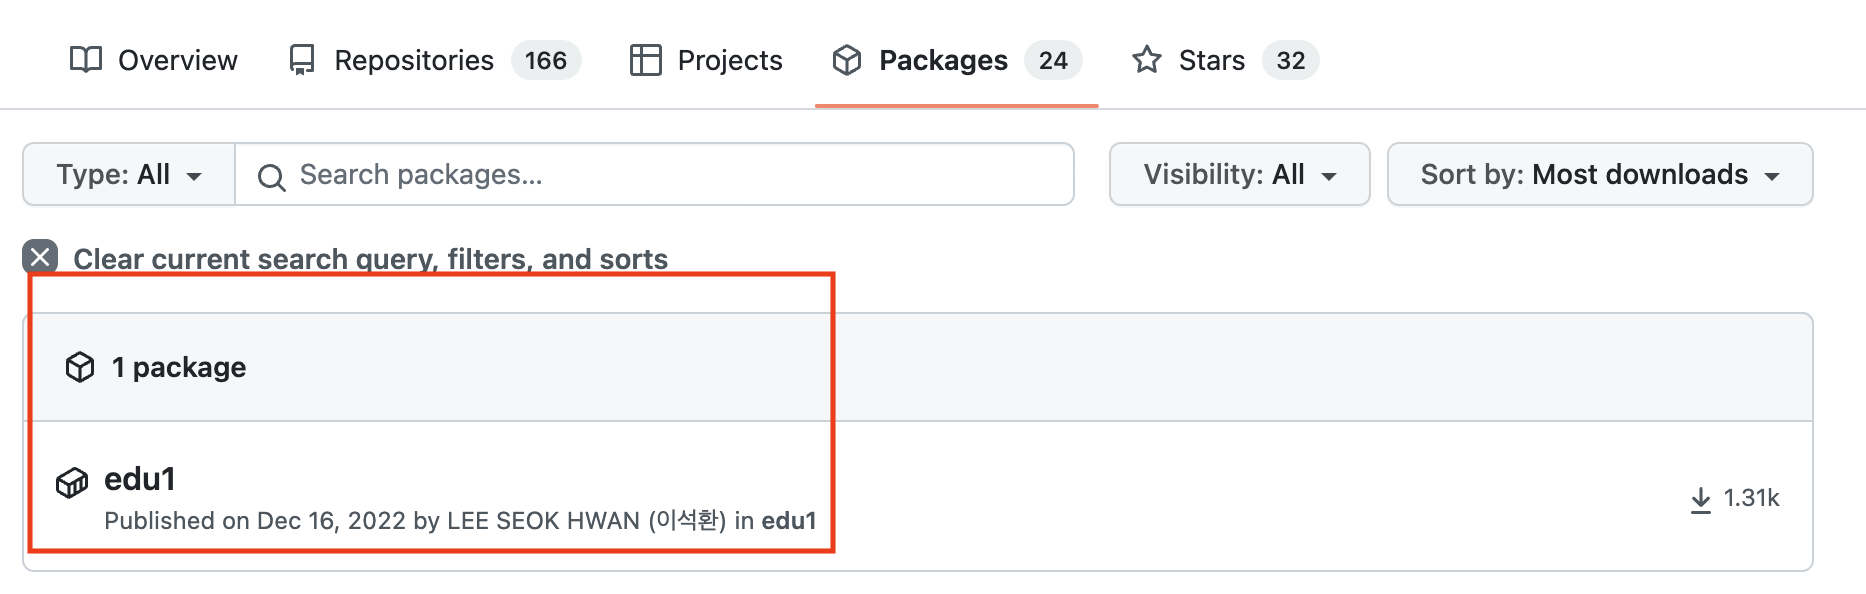 Overview Repositories 166 Projects Packages 24 Stars 32
Type: All Search packages... Visibility: All Sort by: Most downloads
Clear current search query, filters, and sorts
1 package
edu1
Published on Dec 16, 2022 by LEE SEOK HWAN (이석환) in edu1
1.31k